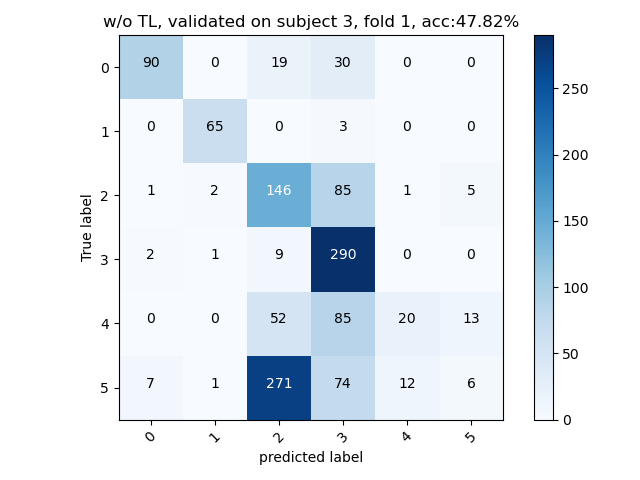 w/o TL, validated on subject 3, fold 1, acc:47.82%
0 90 0 19 30 0 0
1 0 65 0 3 0 0
2 1 2 146 85 1 5
3 2 1 9 290 0 0
4 0 0 52 85 20 13
5 7 1 271 74 12 6
0 1 2 3 4 5
True label
predicted label
250
200
150
100
50
0